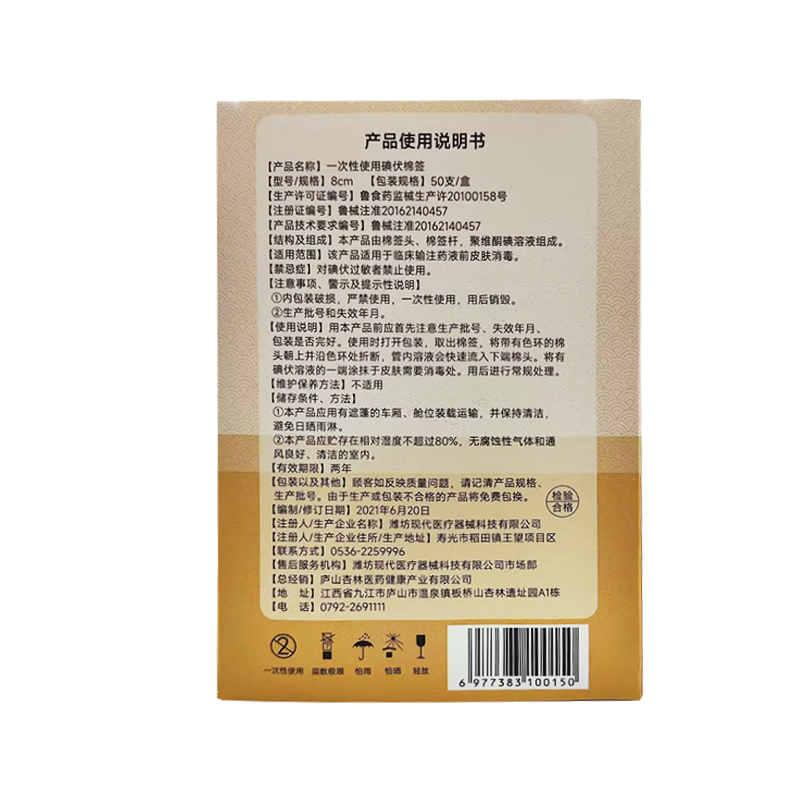 产品使用说明书
【产品名称】一次性使用碘伏棉签
【型号/规格】8cm 【包装规格】50支/盒
【生产许可证编号】鲁食药监械生产许20100158号
【注册证编号】鲁械注准20162140457
【产品技术要求编号】鲁械注准20162140457
【结构及组成】本产品由棉签头、棉签杆，聚维酮碘溶液组成。
【适用范围】该产品适用于临床输注药液前皮肤消毒。
【禁忌症】对碘伏过敏者禁止使用。
【注意事项、警示及提示性说明】
①内包装破损，严禁使用，一次性使用，用后销毁。
②生产批号和失效年月。
【使用说明】用本产品前应首先注意生产批号、失效年月、
包装是否完好。使用时打开包装，取出棉签，将带有色环的棉
头朝上并沿色环处折断，管内溶液会快速流入下端棉头。将有
碘伏溶液的一端涂抹于皮肤需要消毒处。用后进行常规处理。
【维护保养方法】不适用
【储存条件、方法】
①本产品应用有遮蓬的车厢、舱位装载运输，并保持清洁，
避免日晒雨淋。
②本产品应贮存在相对湿度不超过80%，无腐蚀性气体和通
风良好、清洁的室内。
【有效期限】两年
【包装以及其他】顾客如反映质量问题，请记清产品规格、
生产批号。由于生产或包装不合格的产品将免费包换。
检验
合格
【编制/修订日期】2021年6月20日
【注册人/生产企业名称】潍坊现代医疗器械科技有限公司
【注册人/生产企业住所/生产地址】寿光市稻田镇王望项目区
【联系方式】0536-2259996
【售后服务机构】潍坊现代医疗器械科技有限公司市场部
【总经销】庐山杏林医药健康产业有限公司
【地 址】江西省九江市庐山市温泉镇板桥山杏林遗址园A1栋
【电 话】0792-2691111
2
一次性使用 层数极限 怕雨 怕晒 轻放
6 977383 100150